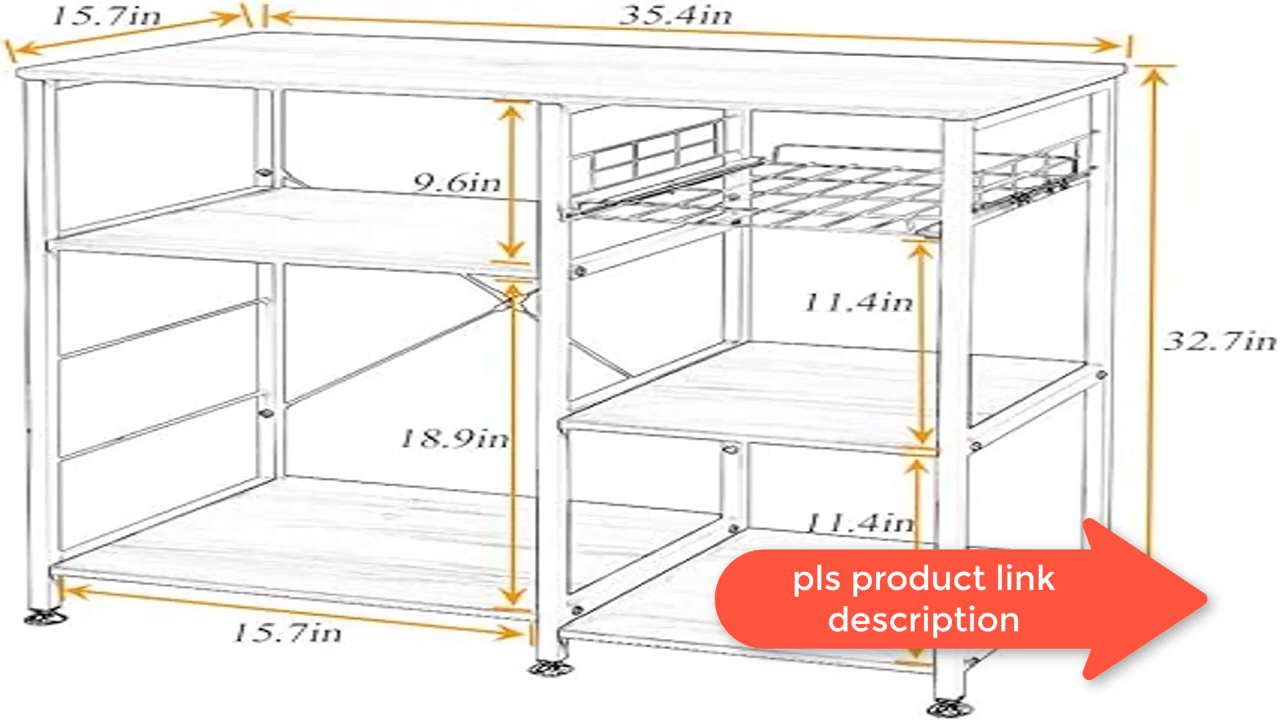 15.7in
35.4in
9.6in
11.4in
32.7in
18.9in
11.4in
pls product link
description
15.7in